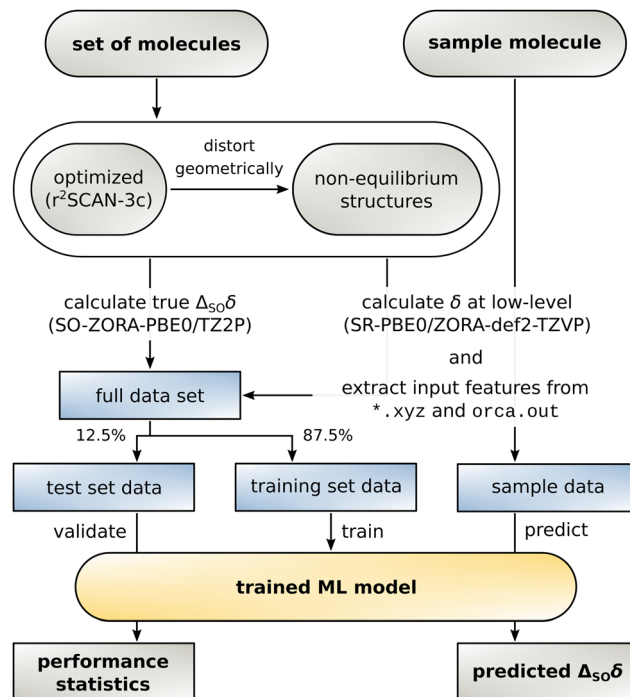 set of molecules
sample molecule
distort
geometrically
optimized
(r²SCAN-3c)
non-equilibrium
structures
calculate true Δ_SO δ
(SO-ZORA-PBE0/TZ2P)
calculate δ at low-level
(SR-PBE0/ZORA-def2-TZVP)
and
extract input features from
*.xyz and orca.out
full data set
12.5%
87.5%
test set data
training set data
sample data
validate
train
predict
trained ML model
performance
statistics
predicted Δ_SO δ